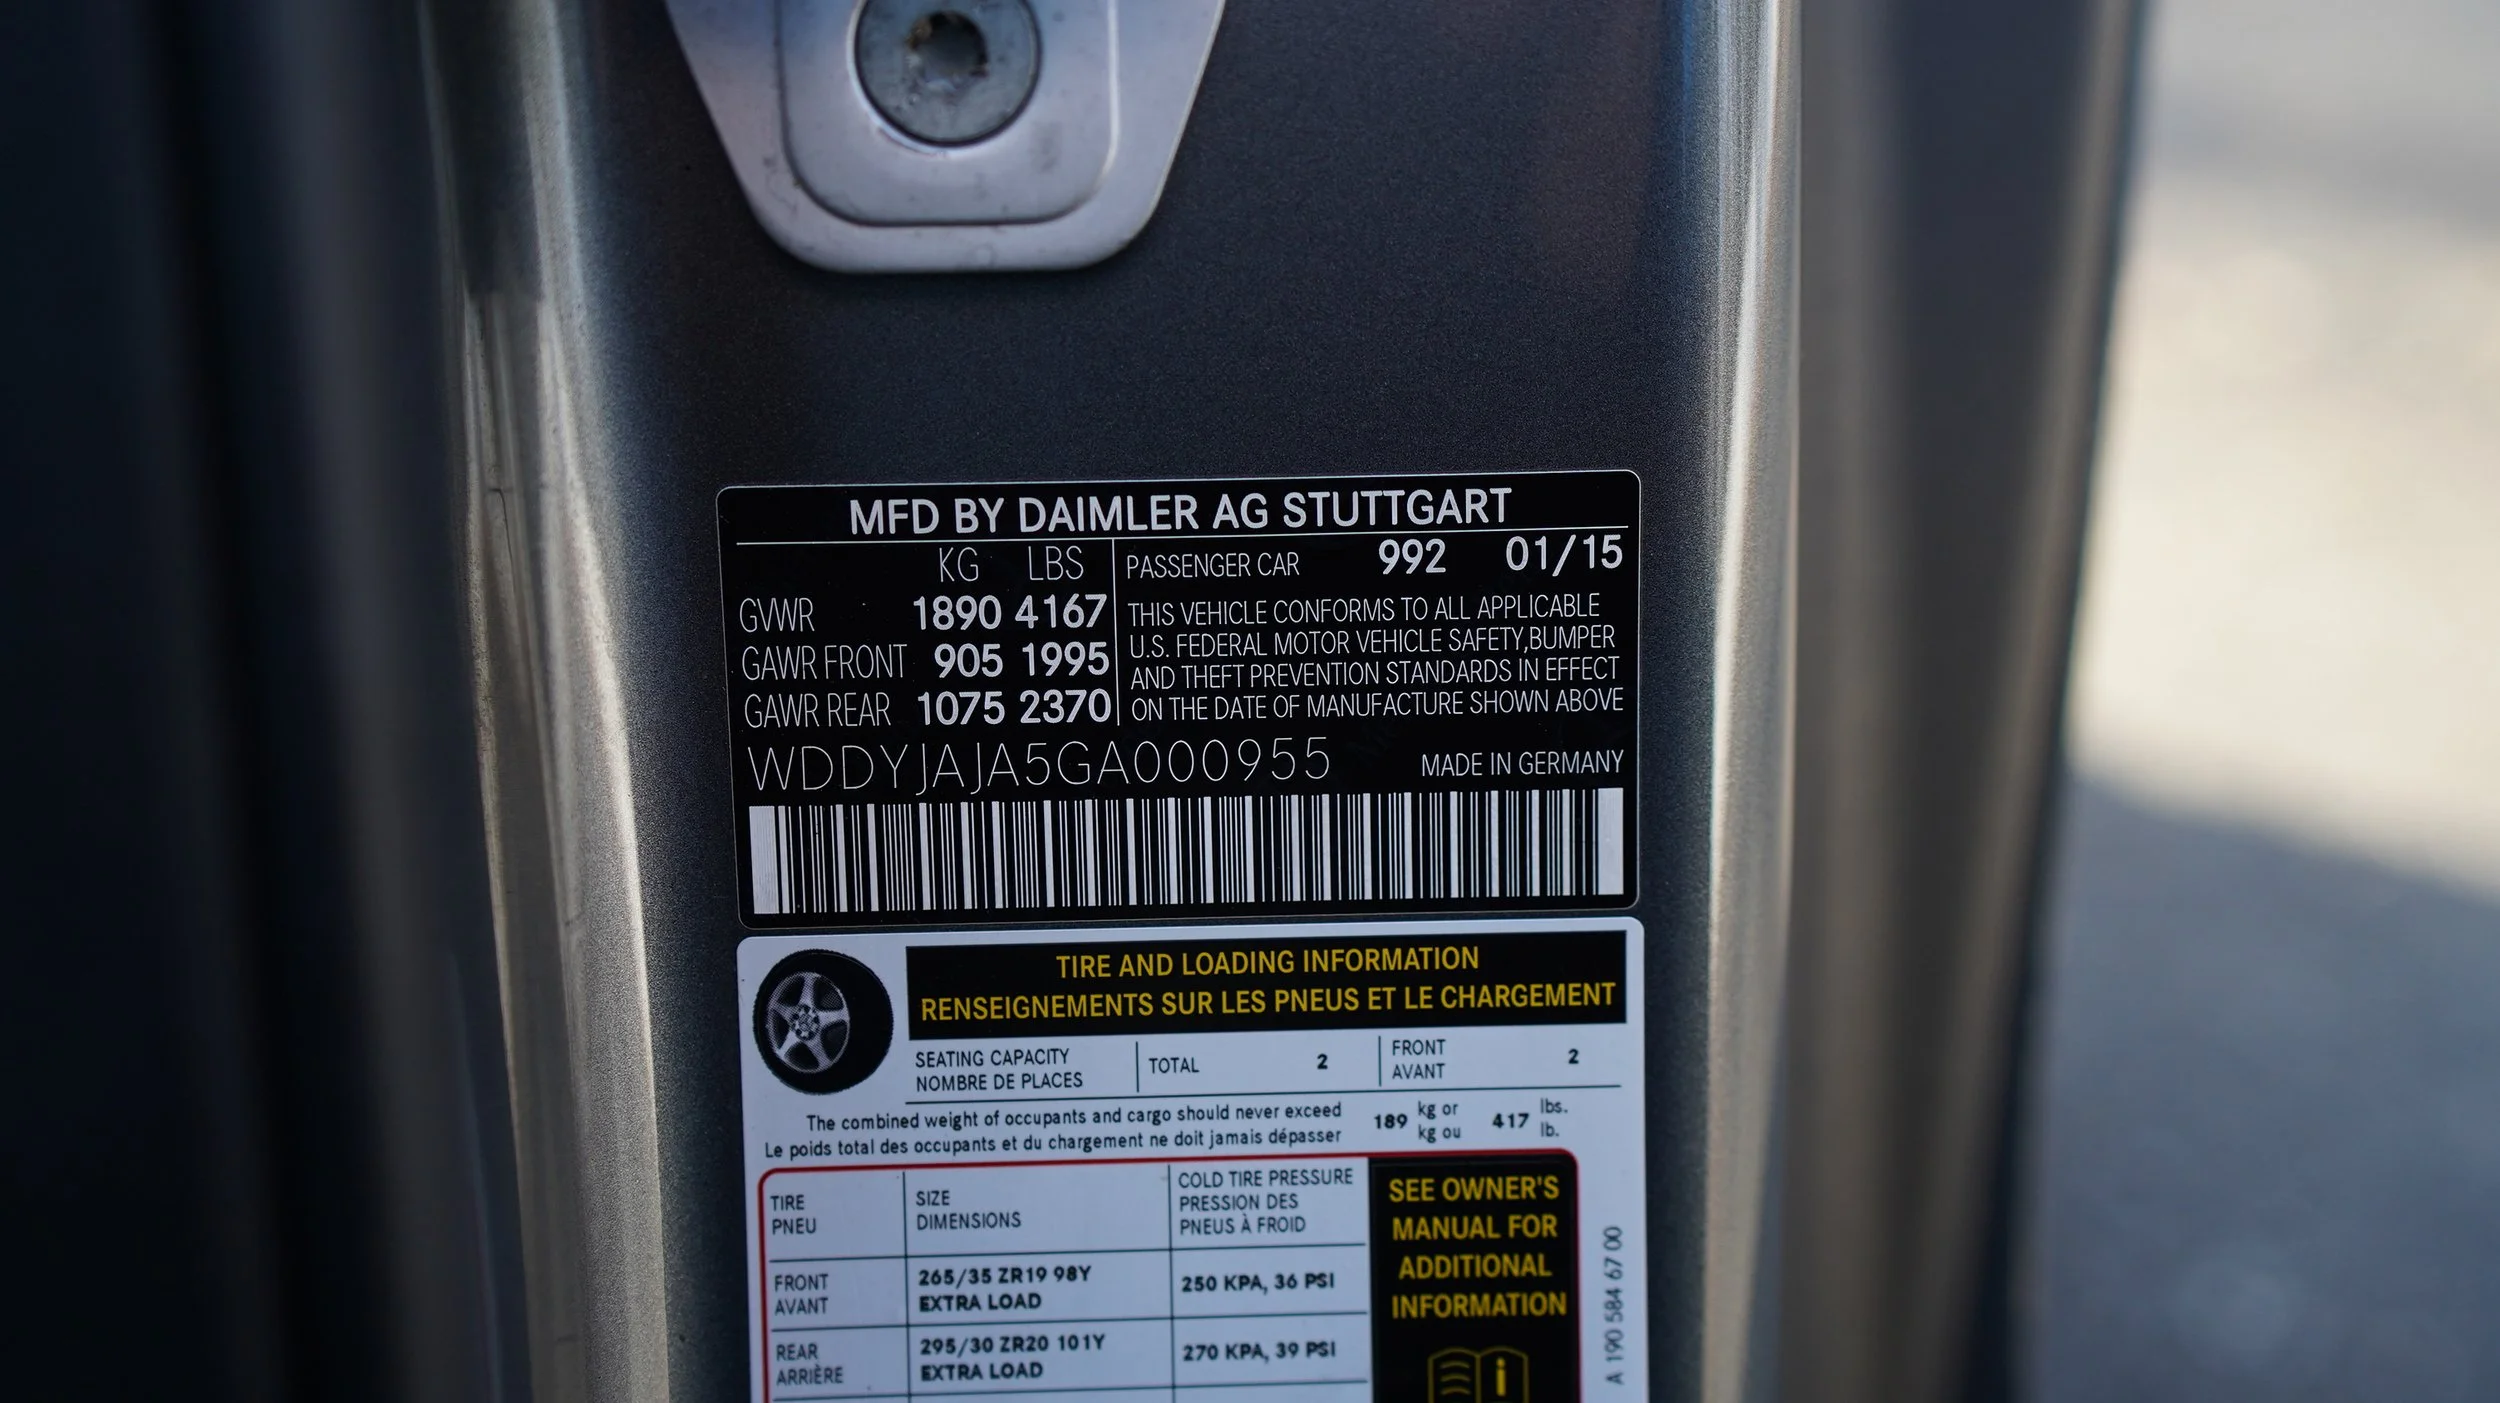 MFD BY DAIMLER AG STUTTGART
KG LBS
GVWR 1890 4167
GAWR FRONT 905 1995
GAWR REAR 1075 2370
PASSENGER CAR 992 01/15
THIS VEHICLE CONFORMS TO ALL APPLICABLE
U.S. FEDERAL MOTOR VEHICLE SAFETY,BUMPER
AND THEFT PREVENTION STANDARDS IN EFFECT
ON THE DATE OF MANUFACTURE SHOWN ABOVE
WDDYJAJA5GA000955 MADE IN GERMANY
TIRE AND LOADING INFORMATION
RENSEIGNEMENTS SUR LES PNEUS ET LE CHARGEMENT
SEATING CAPACITY
NOMBRE DE PLACES
TOTAL 2
FRONT
AVANT
2
The combined weight of occupants and cargo should never exceed
Le poids total des occupants et du chargement ne doit jamais dépasser
189 kg or 417 lbs.
kg ou lb.
TIRE
PNEU
SIZE
DIMENSIONS
COLD TIRE PRESSURE
PRESSION DES
PNEUS À FROID
FRONT
AVANT
265/35 ZR19 98Y
EXTRA LOAD
250 KPA, 36 PSI
REAR
ARRIÈRE
295/30 ZR20 101Y
EXTRA LOAD
270 KPA, 39 PSI
SEE OWNER'S
MANUAL FOR
ADDITIONAL
INFORMATION
i
A 190 584 67 00